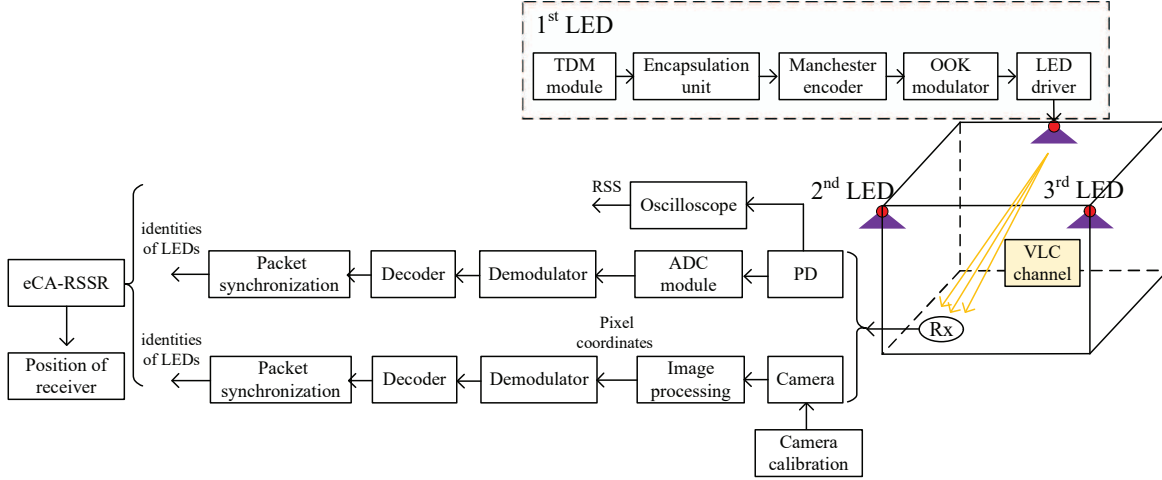 1st LED
TDM
module
Encapsulation
unit
Manchester
encoder
OOK
modulator
LED
driver
2nd LED
3rd LED
VLC
channel
Rx
RSS
Oscilloscope
identities
of LEDs
Packet
synchronization
Decoder
Demodulator
ADC
module
PD
eCA-RSSR
Position of
receiver
identities
of LEDs
Packet
synchronization
Decoder
Demodulator
Pixel
coordinates
Image
processing
Camera
Camera
calibration